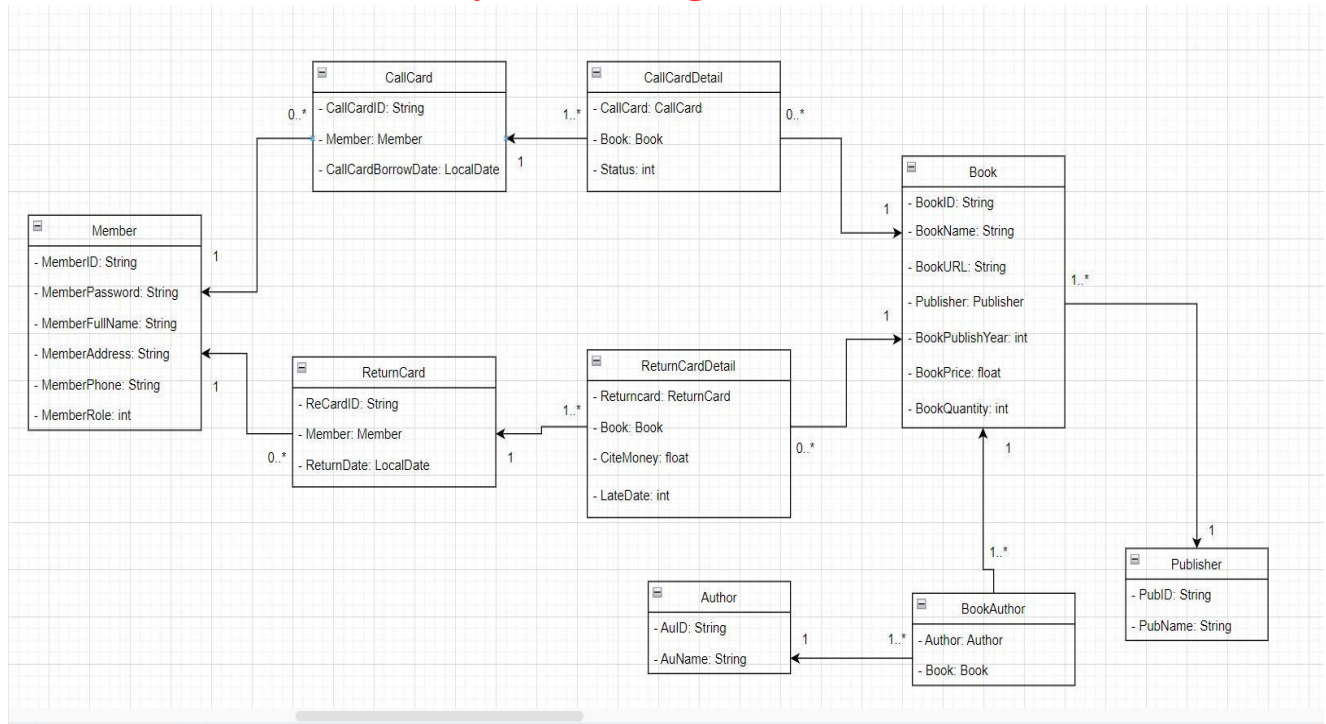 CallCard
- CallCardID: String
- Member: Member
- CallCardBorrowDate: LocalDate
CallCardDetail
- CallCard: CallCard
- Book: Book
- Status: int
0..*
1..*
1
0..*
Book
- BookID: String
- BookName: String
- BookURL: String
- Publisher: Publisher
- BookPublishYear: int
- BookPrice: float
- BookQuantity: int
1
1
1..*
1
Member
- MemberID: String
- MemberPassword: String
- MemberFullName: String
- MemberAddress: String
- MemberPhone: String
- MemberRole: int
1
1
ReturnCard
- ReCardID: String
- Member: Member
- ReturnDate: LocalDate
0..*
1
ReturnCardDetail
- Returncard: ReturnCard
- Book: Book
- CiteMoney: float
- LateDate: int
1..*
0..*
1..*
1
Publisher
- PubID: String
- PubName: String
Author
- AuID: String
- AuName: String
1
1..*
BookAuthor
- Author: Author
- Book: Book